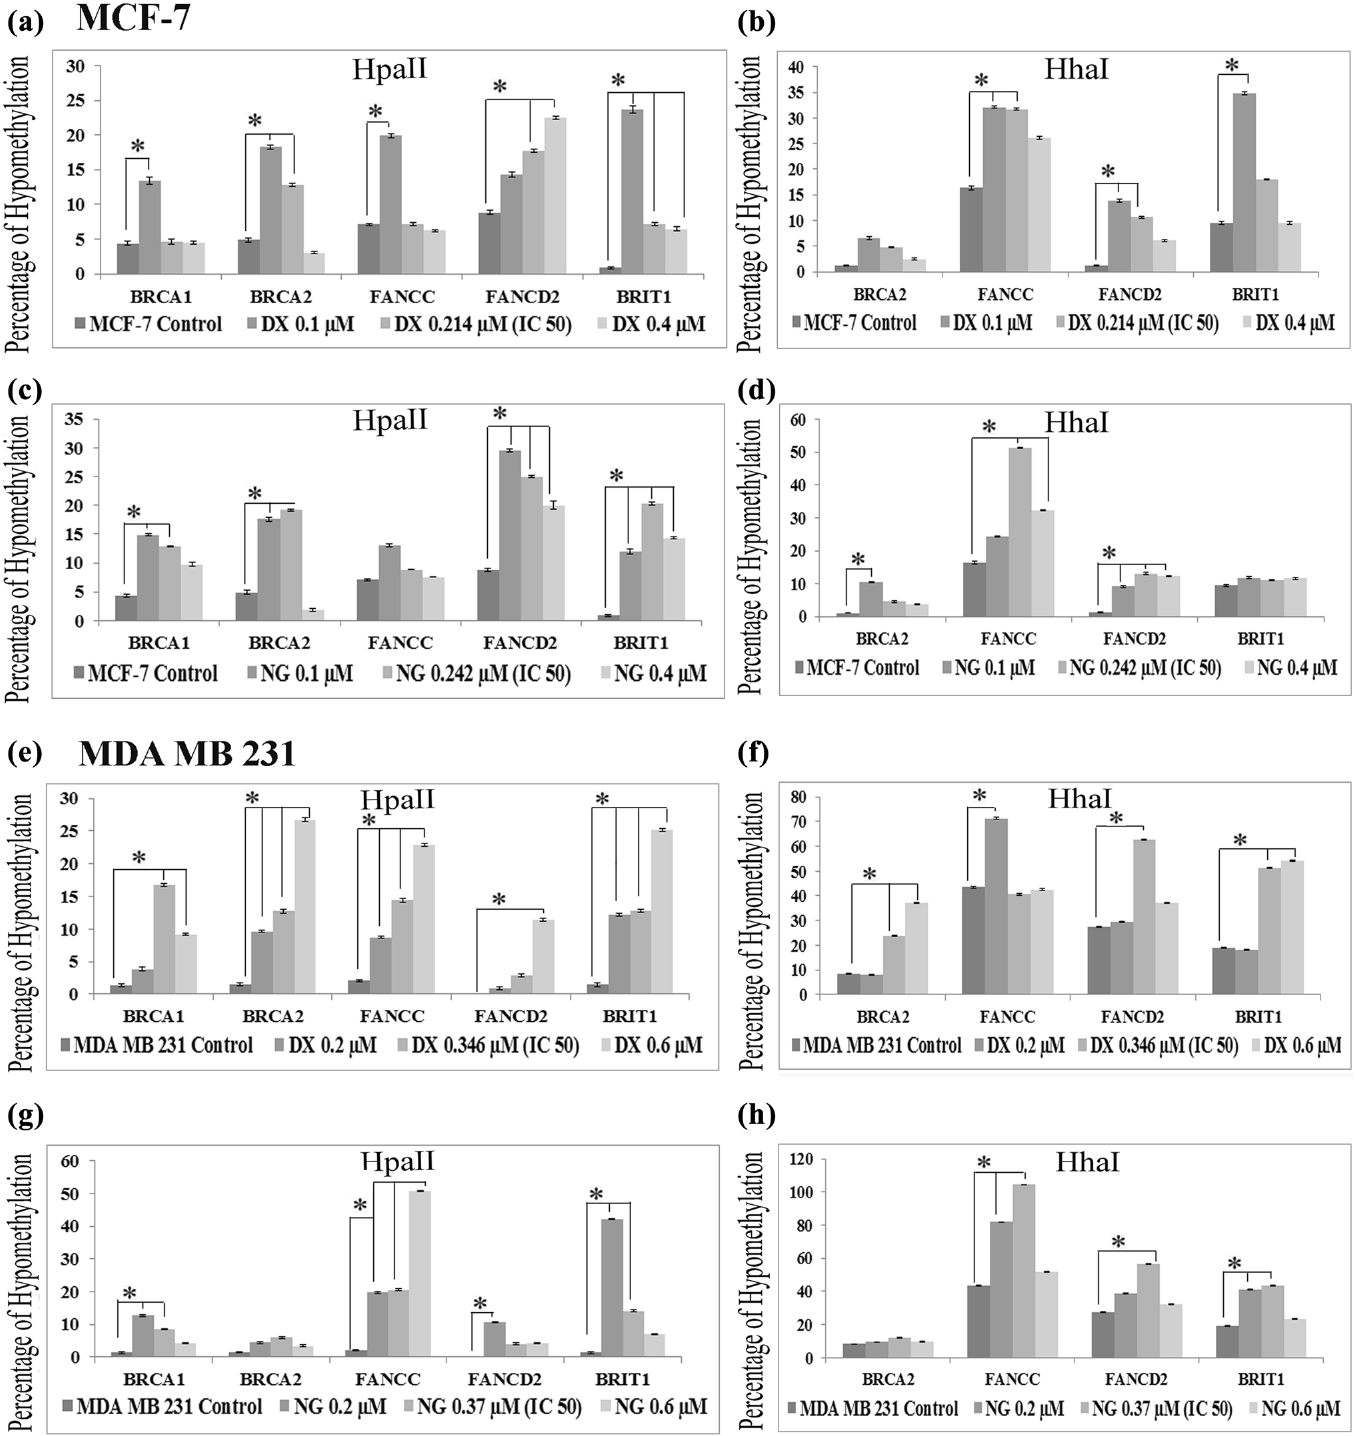 (a) MCF-7
Percentage of Hypomethylation
HpaII
30
25
20
15
10
5
0
* * * * *
BRCA1 BRCA2 FANCC FANCD2 BRIT1
MCF-7 Control DX 0.1 µM DX 0.214 µM (IC 50) DX 0.4 µM
(b)
Percentage of Hypomethylation
HhaI
40
35
30
25
20
15
10
5
0
* * *
BRCA2 FANCC FANCD2 BRIT1
MCF-7 Control DX 0.1 µM DX 0.214 µM (IC 50) DX 0.4 µM
(c)
Percentage of Hypomethylation
HpaII
35
30
25
20
15
10
5
0
* * * *
BRCA1 BRCA2 FANCC FANCD2 BRIT1
MCF-7 Control NG 0.1 µM NG 0.242 µM (IC 50) NG 0.4 µM
(d)
Percentage of Hypomethylation
HhaI
60
50
40
30
20
10
0
* * *
BRCA2 FANCC FANCD2 BRIT1
MCF-7 Control NG 0.1 µM NG 0.242 µM (IC 50) NG 0.4 µM
(e) MDA MB 231
Percentage of Hypomethylation
HpaII
30
25
20
15
10
5
0
* * * * *
BRCA1 BRCA2 FANCC FANCD2 BRIT1
MDA MB 231 Control DX 0.2 µM DX 0.346 µM (IC 50) DX 0.6 µM
(f)
Percentage of Hypomethylation
HhaI
80
70
60
50
40
30
20
10
0
* * * *
BRCA2 FANCC FANCD2 BRIT1
MDA MB 231 Control DX 0.2 µM DX 0.346 µM (IC 50) DX 0.6 µM
(g)
Percentage of Hypomethylation
HpaII
60
50
40
30
20
10
0
* * * *
BRCA1 BRCA2 FANCC FANCD2 BRIT1
MDA MB 231 Control NG 0.2 µM NG 0.37 µM (IC 50) NG 0.6 µM
(h)
Percentage of Hypomethylation
HhaI
120
100
80
60
40
20
0
* * *
BRCA2 FANCC FANCD2 BRIT1
MDA MB 231 Control NG 0.2 µM NG 0.37 µM (IC 50) NG 0.6 µM